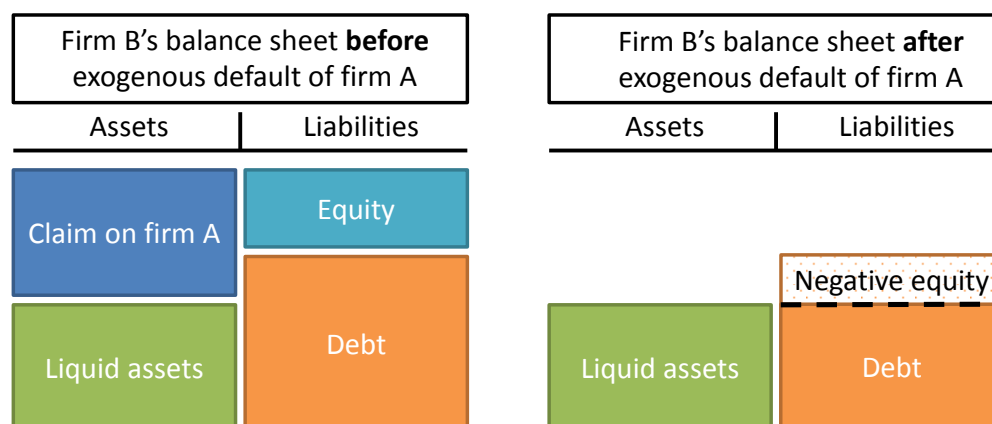 Firm B’s balance sheet before
exogenous default of firm A
Assets
Liabilities
Claim on firm A
Equity
Liquid assets
Debt
Firm B’s balance sheet after
exogenous default of firm A
Assets
Liabilities
Negative equity
Liquid assets
Debt